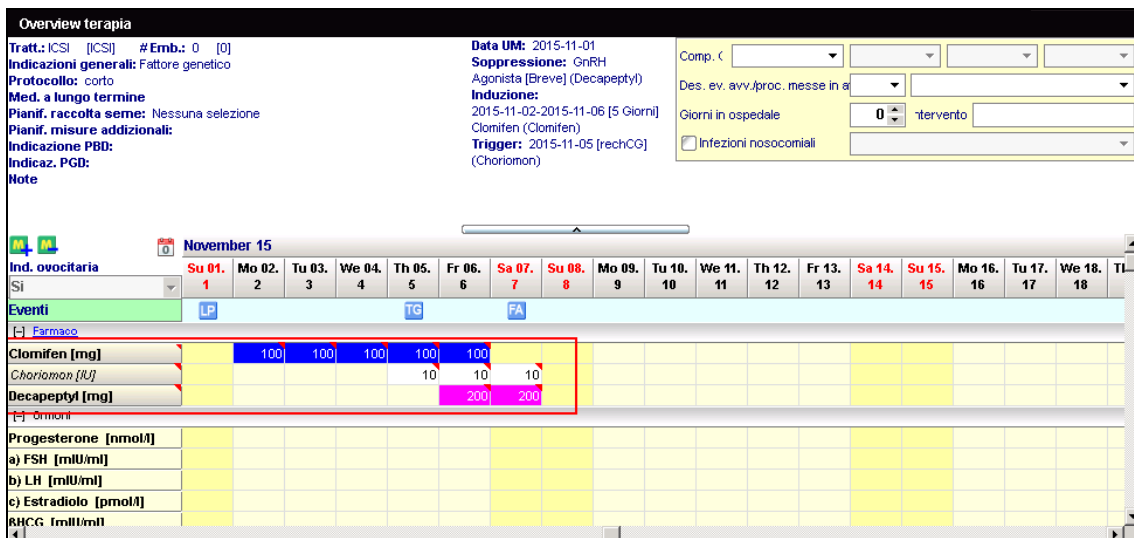 Overview terapia
Tratt.: ICSI [ICSI] # Emb.: 0 [0]
Indicazioni generali: Fattore genetico
Protocollo: corto
Med. a lungo termine
Pianif. raccolta seme: Nessuna selezione
Pianif. misure addizionali:
Indicazione PBD:
Indicaz. PGD:
Note
Data UM: 2015-11-01
Soppressione: GnRH
Agonista [Breve] (Decapeptyl)
Induzione:
2015-11-02-2015-11-06 [5 Giorni]
Clomifen (Clomifen)
Trigger: 2015-11-05 [rechCG]
(Choriomon)
Comp. (
Des. ev. avv./proc. messe in a
Giorni in ospedale 0 ntervento
Infezioni nosocomiali
M+ M- 0 November 15
Ind. ovocitaria Su 01. Mo 02. Tu 03. We 04. Th 05. Fr 06. Sa 07. Su 08. Mo 09. Tu 10. We 11. Th 12. Fr 13. Sa 14. Su 15. Mo 16. Tu 17. We 18.
Si 1 2 3 4 5 6 7 8 9 10 11 12 13 14 15 16 17 18
Eventi LP TG FA
[-] Farmaco
Clomifen [mg] 100 100 100 100 100
Choriomon [IU] 10 10 10
Decapeptyl [mg] 200 200
[-] Ormoni
Progesterone [nmol/l]
a) FSH [mIU/ml]
b) LH [mIU/ml]
c) Estradiolo [pmol/l]
βHCG [mIU/ml]